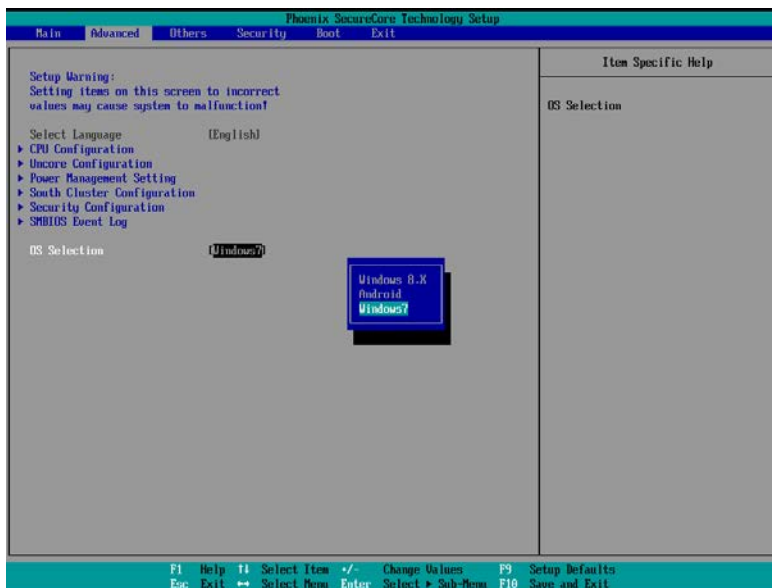 Phoenix SecureCore Technology Setup
Main Advanced Others Security Boot Exit
Item Specific Help
Setup Warning:
Setting items on this screen to incorrect
values may cause system to malfunction!
OS Selection
Select Language [English]
▶ CPU Configuration
▶ Uncore Configuration
▶ Power Management Setting
▶ South Cluster Configuration
▶ Security Configuration
▶ SMBIOS Event Log
OS Selection [Windows7]
Windows 8.X
Android
Windows7
F1 Help ↑↓ Select Item +/- Change Values F9 Setup Defaults
Esc Exit ↔ Select Menu Enter Select ▶ Sub-Menu F10 Save and Exit